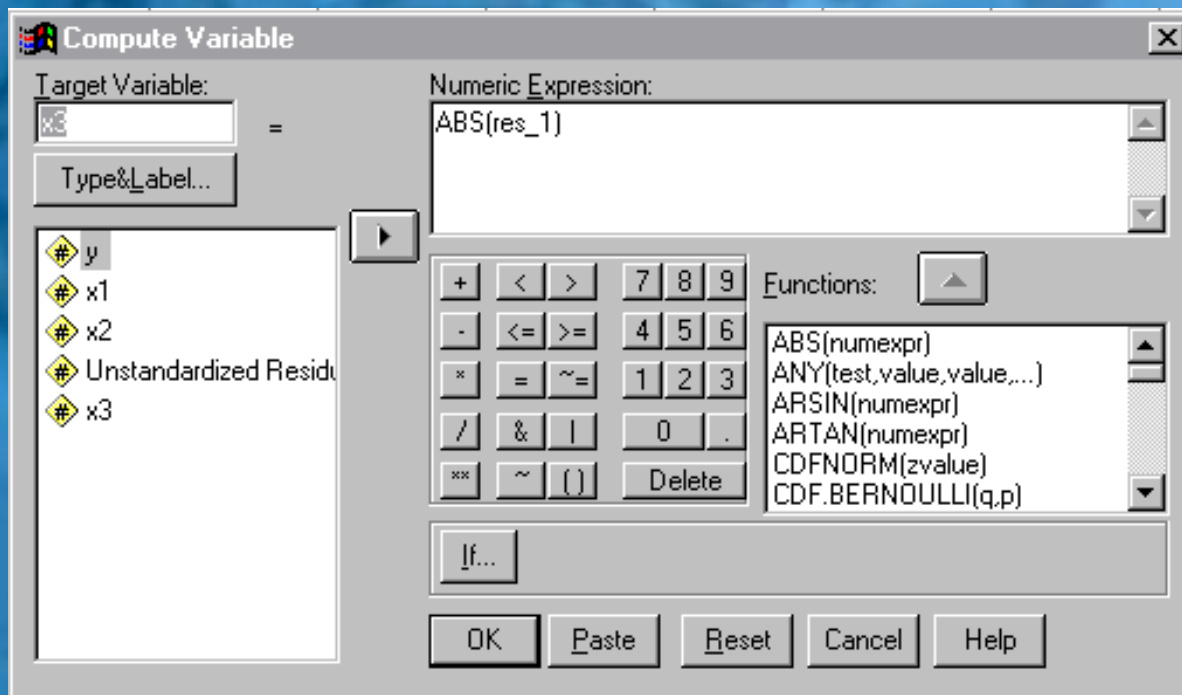 Compute Variable
Target Variable:
x3
=
Type&Label...
Numeric Expression:
ABS(res_1)
y
x1
x2
Unstandardized Residu
x3
+ < > 7 8 9
- <= >= 4 5 6
* = ~= 1 2 3
/ & | 0 .
** ~ () Delete
Functions:
ABS(numexpr)
ANY(test,value,value,...)
ARSIN(numexpr)
ARTAN(numexpr)
CDFNORM(zvalue)
CDF.BERNOULLI(q,p)
If...
OK Paste Reset Cancel Help